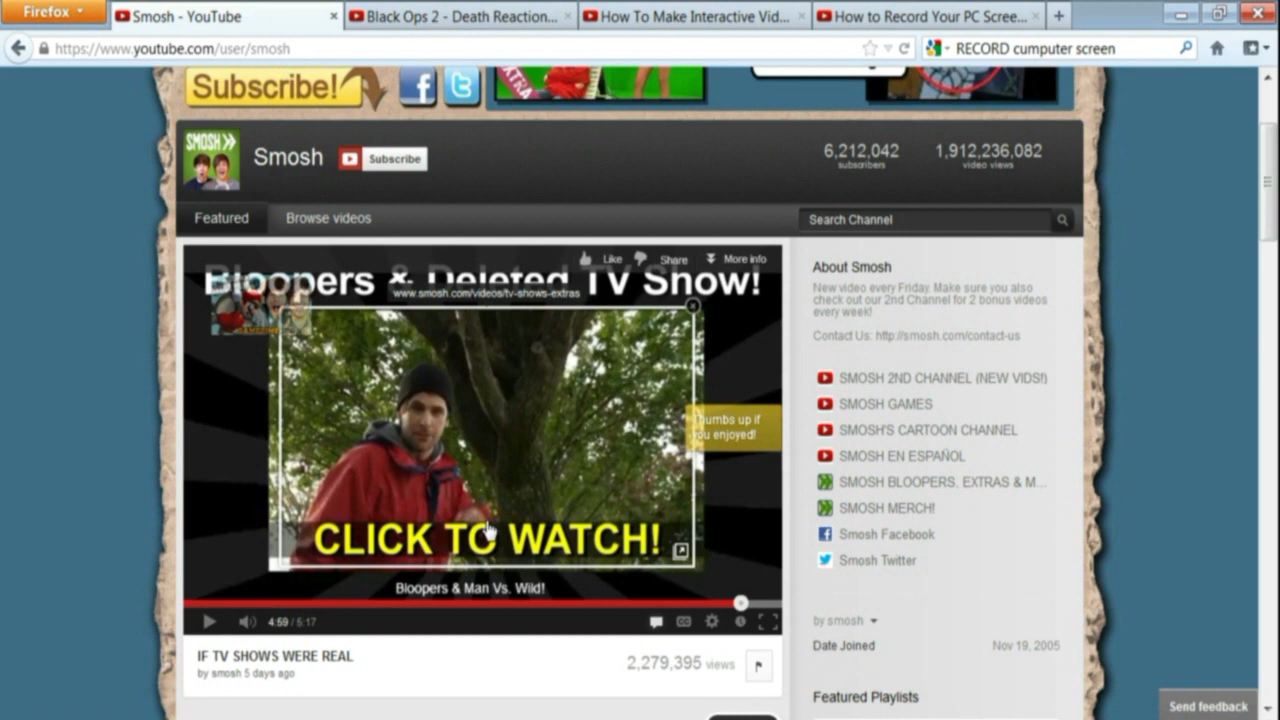 Firefox
Smosh - YouTube
Black Ops 2 - Death Reaction...
How To Make Interactive Vid...
How to Record Your PC Scree...
https://www.youtube.com/user/smosh
RECORD cumputer screen
Subscribe!
EXTRA
SMOSH
Smosh
Subscribe
6,212,042
subscribers
1,912,236,082
video views
Featured
Browse videos
Search Channel
Like
Share
More info
Bloopers & Deleted TV Show!
www.smosh.com/videos/tv-shows-extras
Thumbs up if
you enjoyed!
CLICK TO WATCH!
Bloopers & Man Vs. Wild!
4:59 / 5:17
IF TV SHOWS WERE REAL
by smosh 5 days ago
2,279,395 views
About Smosh
New video every Friday. Make sure you also
check out our 2nd Channel for 2 bonus videos
every week!
Contact Us: http://smosh.com/contact-us
SMOSH 2ND CHANNEL (NEW VIDS!)
SMOSH GAMES
SMOSH'S CARTOON CHANNEL
SMOSH EN ESPAÑOL
SMOSH BLOOPERS, EXTRAS & M...
SMOSH MERCH!
Smosh Facebook
Smosh Twitter
by smosh
Date Joined
Nov 19, 2005
Featured Playlists
Send feedback